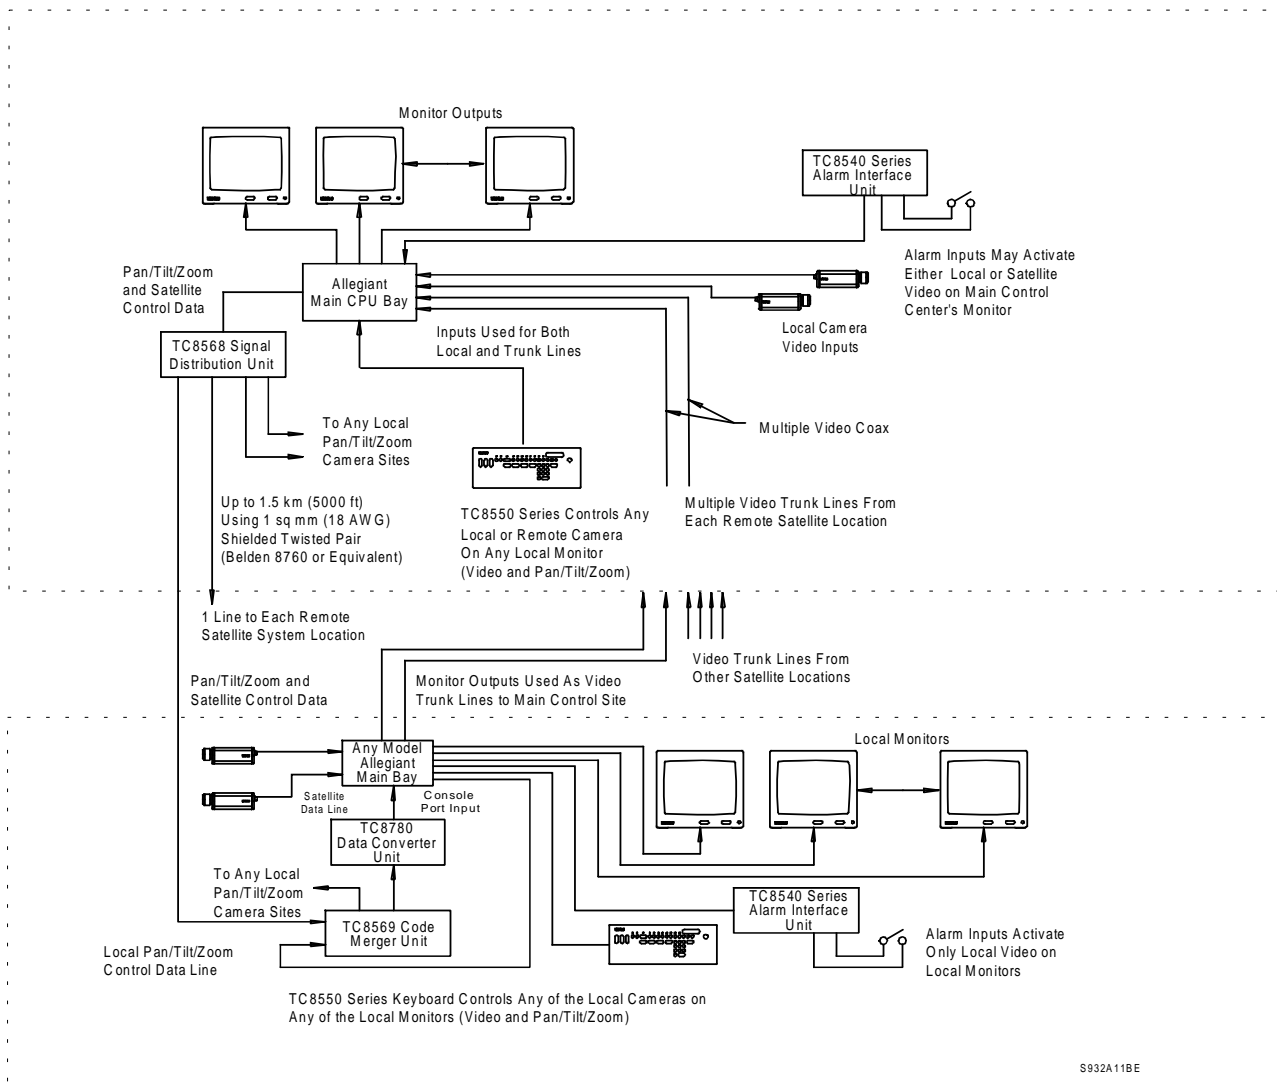 Monitor Outputs
TC8540 Series
Alarm Interface
Unit
Pan/Tilt/Zoom
and Satellite
Control Data
Allegiant
Main CPU Bay
Alarm Inputs May Activate
Either Local or Satellite
Video on Main Control
Center's Monitor
TC8568 Signal
Distribution Unit
Inputs Used for Both
Local and Trunk Lines
Local Camera
Video Inputs
To Any Local
Pan/Tilt/Zoom
Camera Sites
Multiple Video Coax
Up to 1.5 km (5000 ft)
Using 1 sq mm (18 AWG)
Shielded Twisted Pair
(Belden 8760 or Equivalent)
TC8550 Series Controls Any
Local or Remote Camera
On Any Local Monitor
(Video and Pan/Tilt/Zoom)
Multiple Video Trunk Lines From
Each Remote Satellite Location
1 Line to Each Remote
Satellite System Location
Pan/Tilt/Zoom and
Satellite Control Data
Monitor Outputs Used As Video
Trunk Lines to Main Control Site
Video Trunk Lines From
Other Satellite Locations
Any Model
Allegiant
Main Bay
Local Monitors
Satellite
Data Line
Console
Port Input
TC8780
Data Converter
Unit
To Any Local
Pan/Tilt/Zoom
Camera Sites
TC8569 Code
Merger Unit
TC8540 Series
Alarm Interface
Unit
Local Pan/Tilt/Zoom
Control Data Line
Alarm Inputs Activate
Only Local Video on
Local Monitors
TC8550 Series Keyboard Controls Any of the Local Cameras on
Any of the Local Monitors (Video and Pan/Tilt/Zoom)
S932A11BE